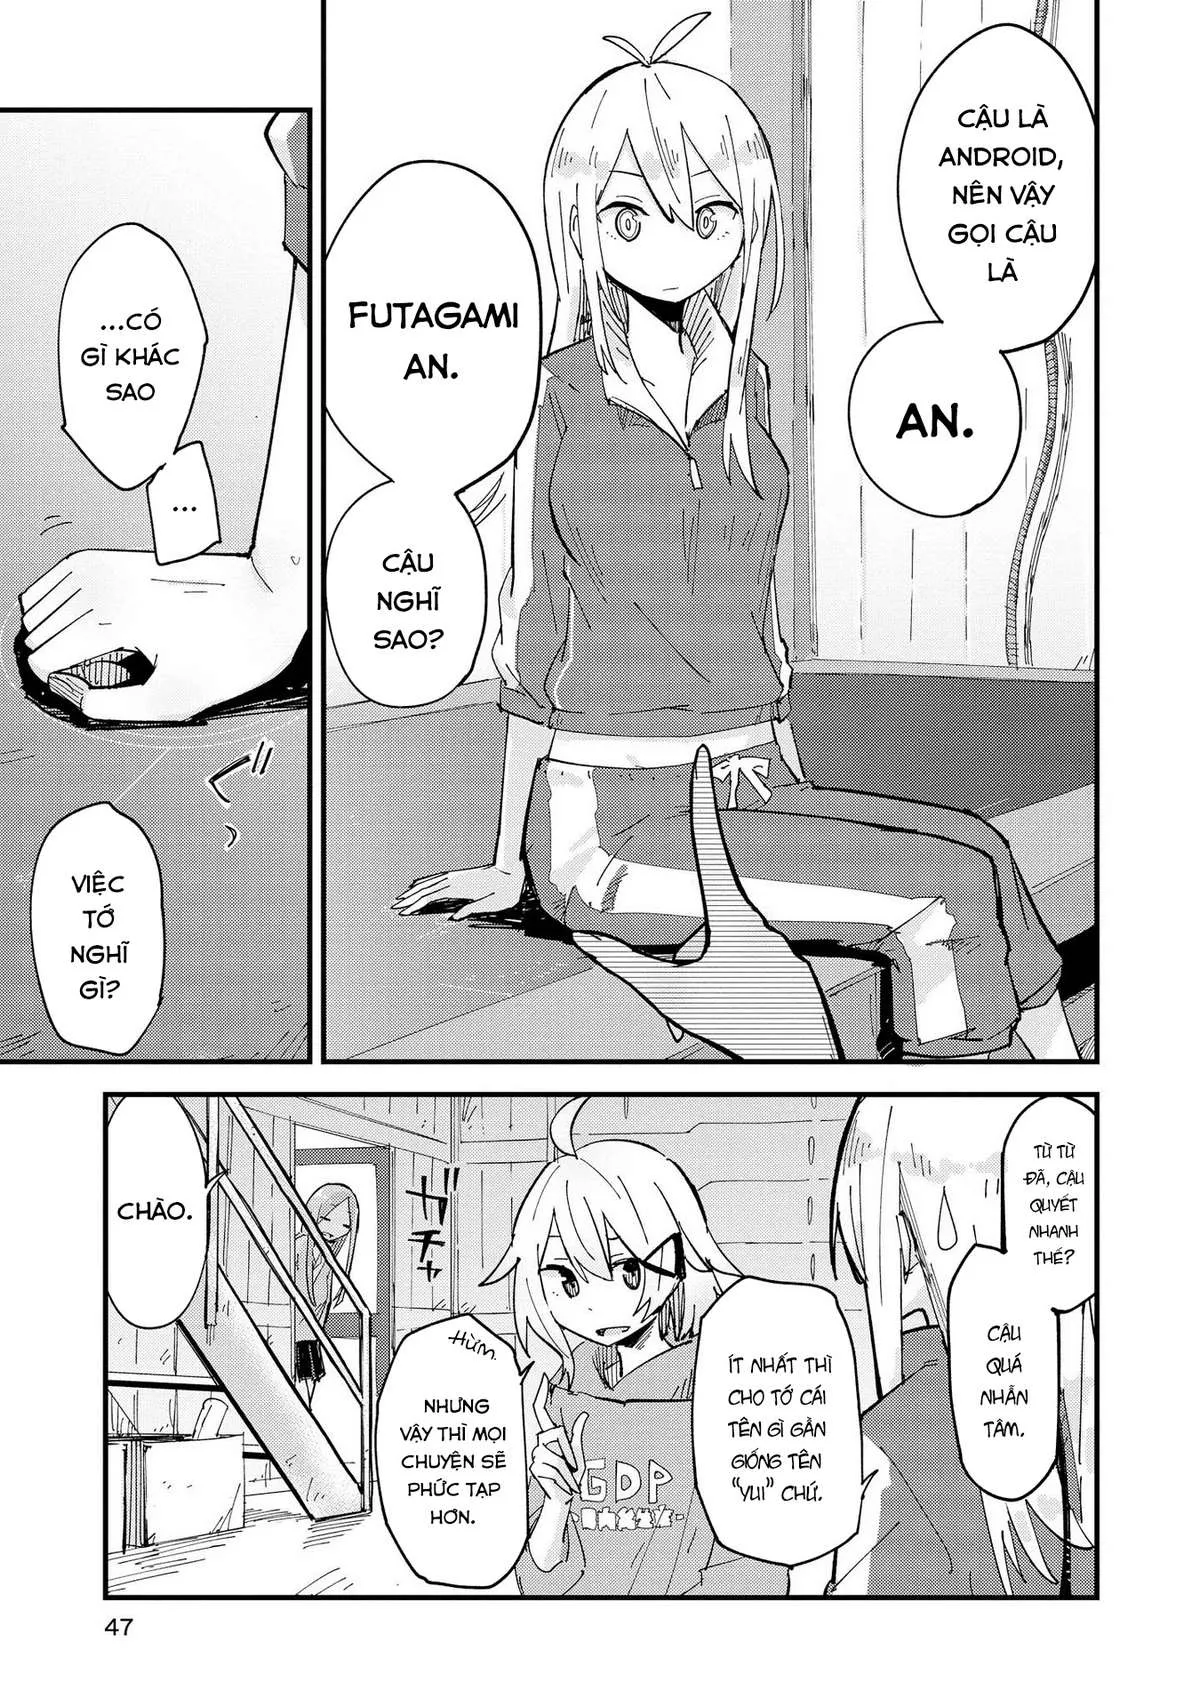 CẬU LÀ
ANDROID,
NÊN VẬY
GỌI CẬU
LÀ
AN.
FUTAGAMI
AN.
CẬU
NGHĨ
SAO?
...CÓ
GÌ KHÁC
SAO
...
VIỆC
TỚ
NGHĨ
GÌ?
TỪ TỪ
ĐÃ, CẬU
QUYẾT
NHANH
THẾ?
CẬU
QUÁ
NHẪN
TÂM.
ÍT NHẤT THÌ
CHO TỚ CÁI
TÊN GÌ GẦN
GIỐNG TÊN
“YUI” CHỨ.
HỪM.
NHƯNG
VẬY THÌ MỌI
CHUYỆN SẼ
PHỨC TẠP
HƠN.
GDP
ガチャ
CHÀO.
47